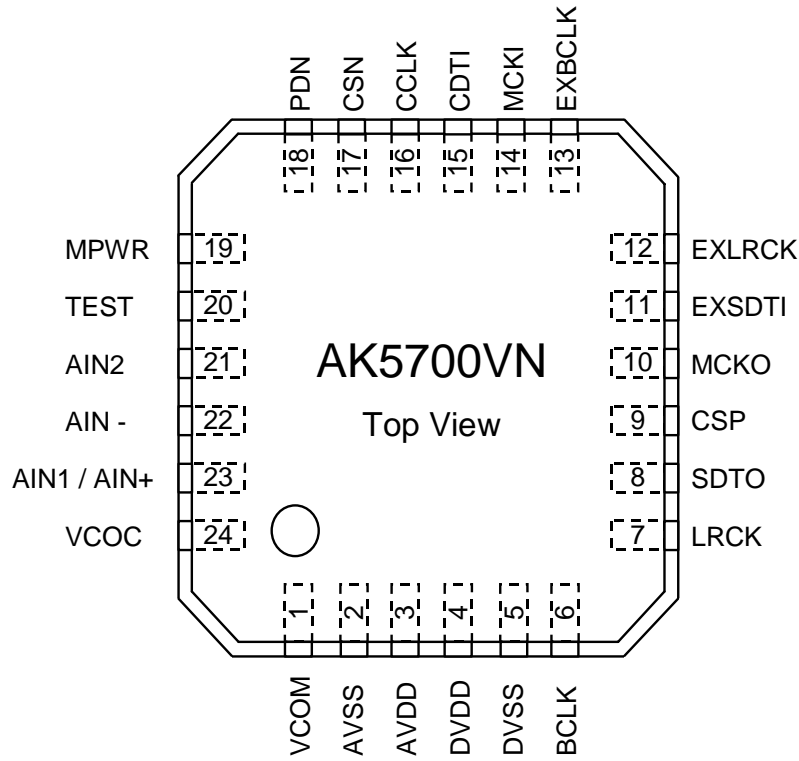 PDN
CSN
CCLK
CDTI
MCKI
EXBCLK
18
17
16
15
14
13
MPWR 19
TEST 20
AIN2 21
AIN - 22
AIN1 / AIN+ 23
VCOC 24
AK5700VN
Top View
12 EXLRCK
11 EXSDTI
10 MCKO
9 CSP
8 SDTO
7 LRCK
1
2
3
4
5
6
VCOM
AVSS
AVDD
DVDD
DVSS
BCLK